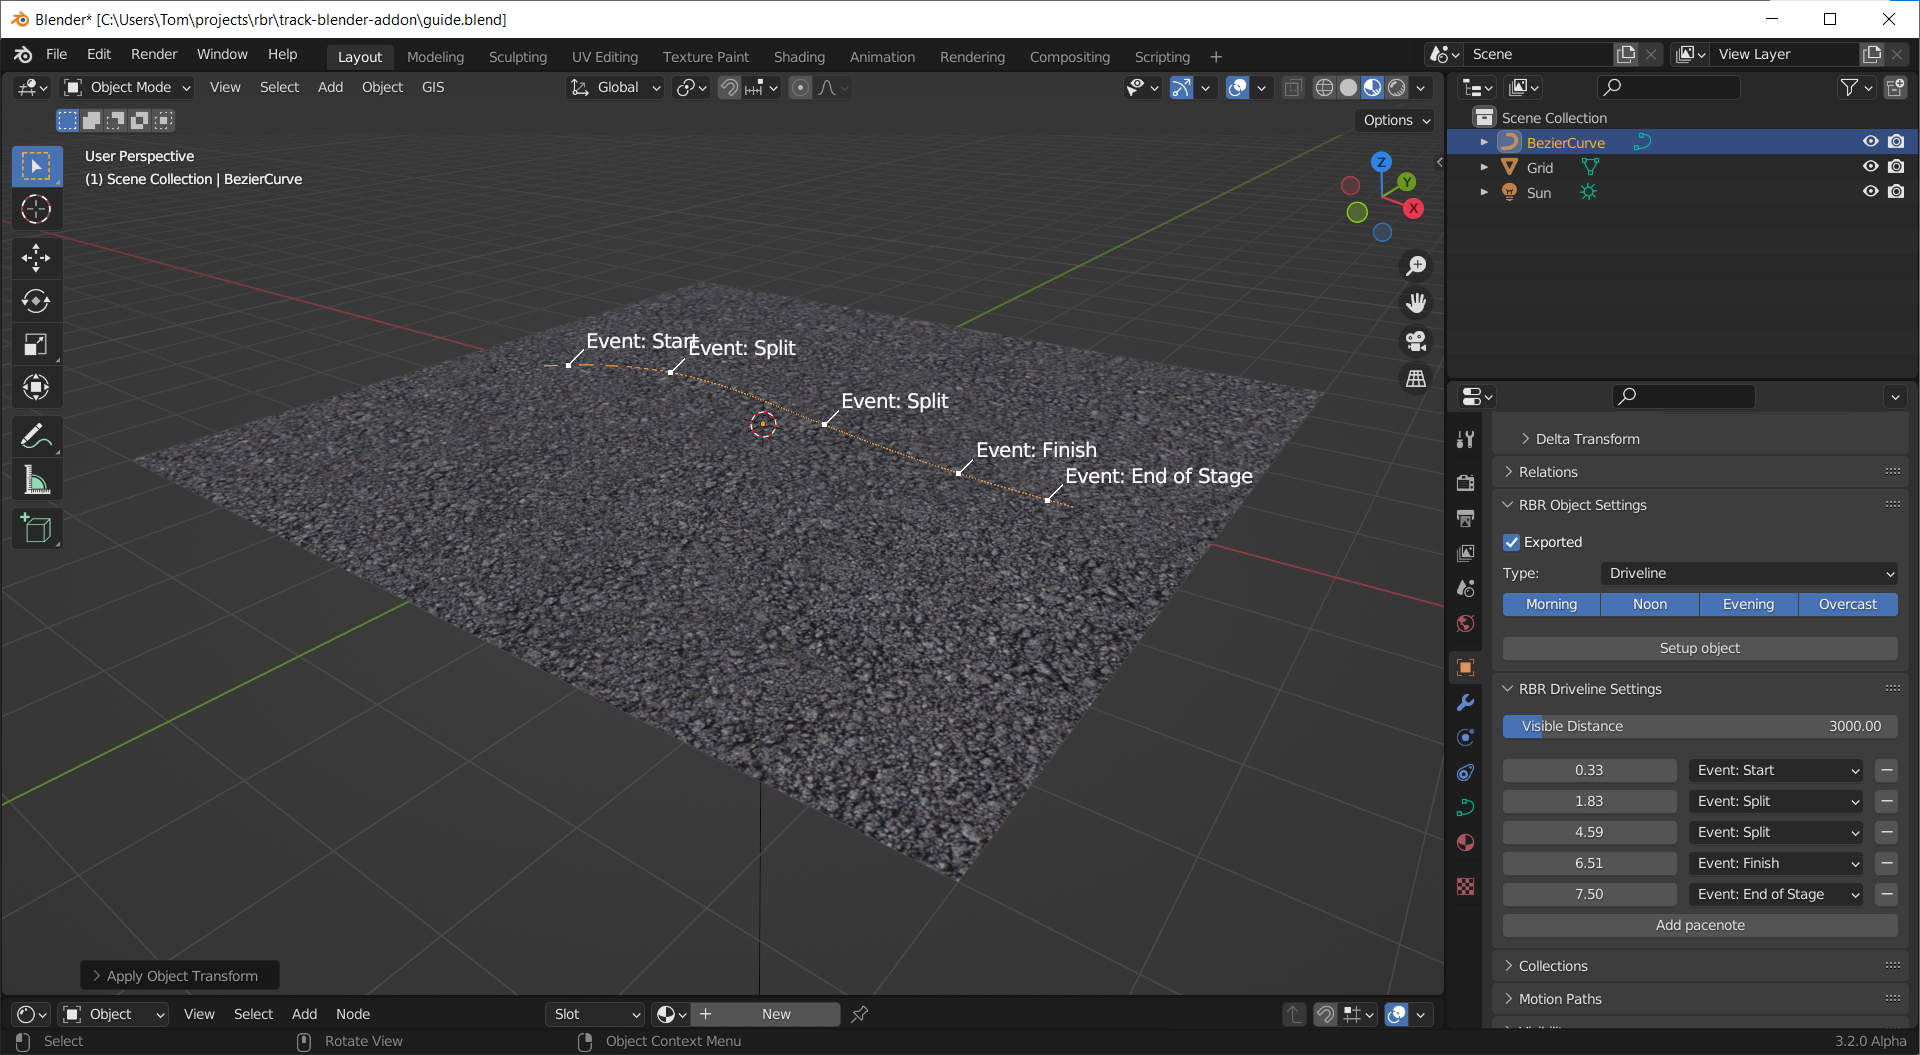 Blender* [C:\Users\Tom\projects\rbr\track-blender-addon\guide.blend]
File Edit Render Window Help Layout Modeling Sculpting UV Editing Texture Paint Shading Animation Rendering Compositing Scripting + Scene View Layer
Object Mode View Select Add Object GIS Global
Options
User Perspective
(1) Scene Collection | BezierCurve
Z
Y
X
Event: Start
Event: Split
Event: Split
Event: Finish
Event: End of Stage
Apply Object Transform
Scene Collection
BezierCurve
Grid
Sun
Delta Transform
Relations
RBR Object Settings
Exported
Type: Driveline
Morning Noon Evening Overcast
Setup object
RBR Driveline Settings
Visible Distance 3000.00
0.33 Event: Start
1.83 Event: Split
4.59 Event: Split
6.51 Event: Finish
7.50 Event: End of Stage
Add pacenote
Collections
Motion Paths
Object View Select Add Node Slot New
Select Rotate View Object Context Menu 3.2.0 Alpha